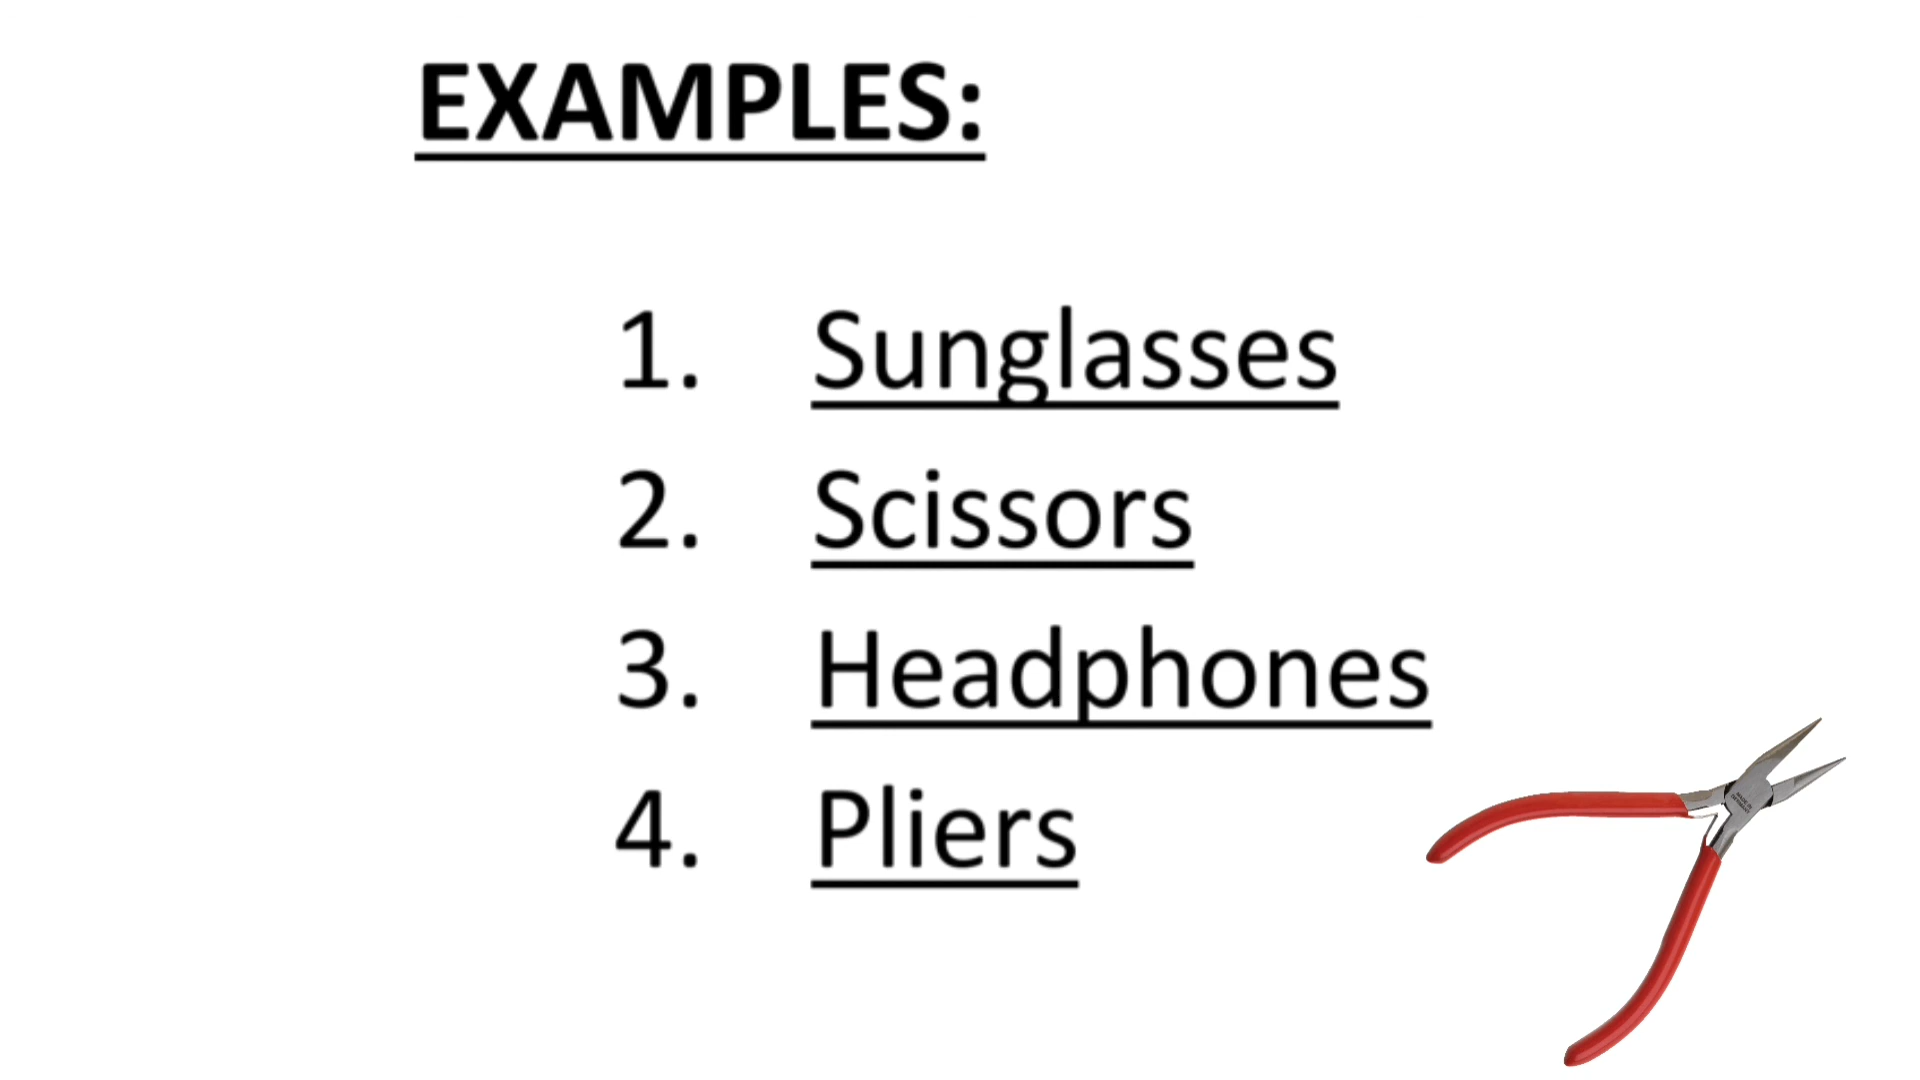 EXAMPLES:
1. Sunglasses
2. Scissors
3. Headphones
4. Pliers